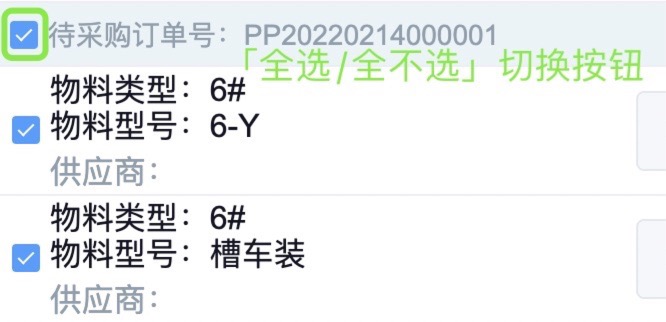 待采购订单号：PP20220214000001
「全选/全不选」切换按钮
物料类型：6#
物料型号：6-Y
供应商：
物料类型：6#
物料型号：槽车装
供应商：